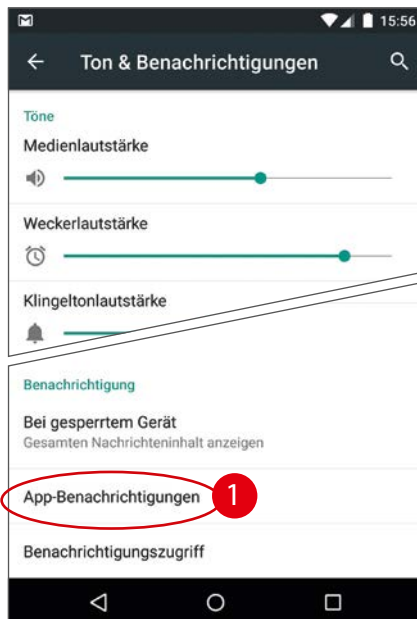 15:56
Ton & Benachrichtigungen
Töne
Medienlautstärke
Weckerlautstärke
Klingeltonlautstärke
Benachrichtigung
Bei gesperrtem Gerät
Gesamten Nachrichteninhalt anzeigen
App-Benachrichtigungen 1
Benachrichtigungszugriff